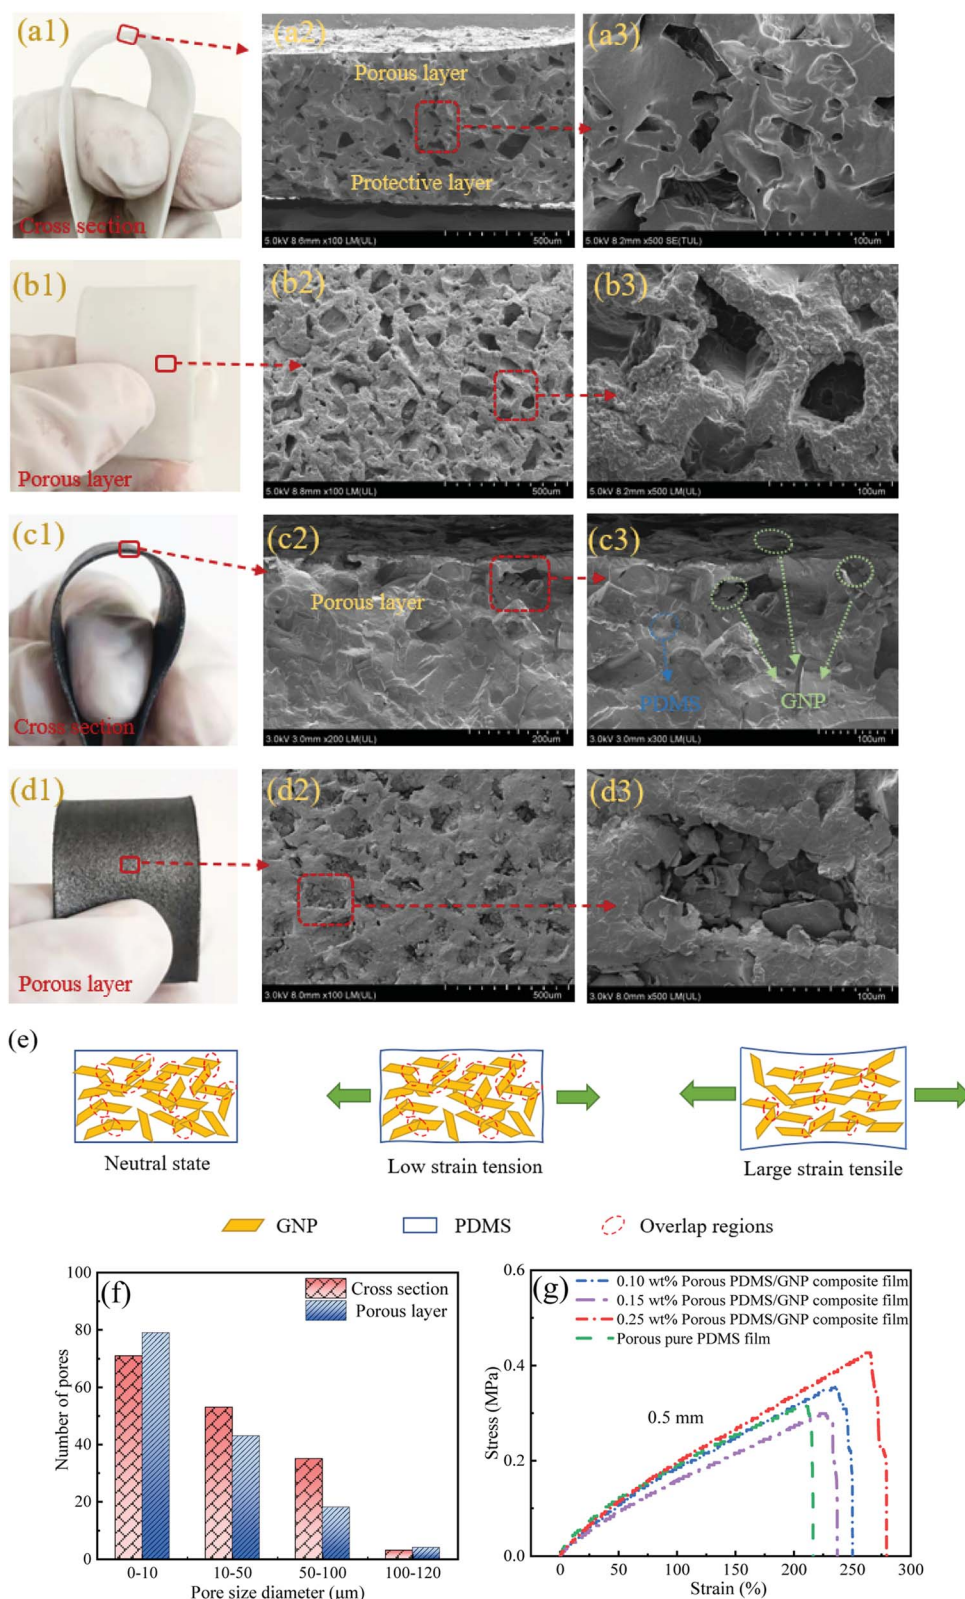 (a1)
(a2)
(a3)
Porous layer
Protective layer
Cross section
5.0kV 8.6mm x100 LM(UL)
500um
5.0kV 8.2mm x500 SE(TUL)
100um
(b1)
(b2)
(b3)
Porous layer
5.0kV 8.8mm x100 LM(UL)
500um
5.0kV 8.2mm x500 LM(UL)
100um
(c1)
(c2)
(c3)
Porous layer
PDMS
GNP
Cross section
3.0kV 3.0mm x200 LM(UL)
200um
3.0kV 3.0mm x300 LM(UL)
100um
(d1)
(d2)
(d3)
Porous layer
3.0kV 8.0mm x100 LM(UL)
500um
3.0kV 8.0mm x500 LM(UL)
100um
(e)
Neutral state
Low strain tension
Large strain tensile
GNP
PDMS
Overlap regions
(f)
Cross section
Porous layer
Number of pores
100
80
60
40
20
0
0-10
10-50
50-100
100-120
Pore size diameter (μm)
(g)
0.10 wt% Porous PDMS/GNP composite film
0.15 wt% Porous PDMS/GNP composite film
0.25 wt% Porous PDMS/GNP composite film
Porous pure PDMS film
0.5 mm
Stress (MPa)
0.6
0.4
0.2
0.0
0
50
100
150
200
250
300
Strain (%)